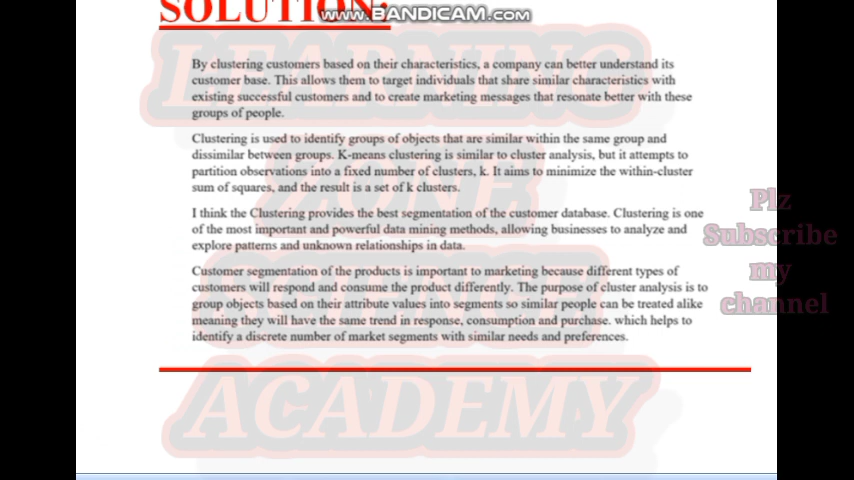 SOLUTION:
www.BANDICAM.com
LEARNING
By clustering customers based on their characteristics, a company can better understand its
customer base. This allows them to target individuals that share similar characteristics with
existing successful customers and to create marketing messages that resonate better with these
groups of people.
Clustering is used to identify groups of objects that are similar within the same group and
dissimilar between groups. K-means clustering is similar to cluster analysis, but it attempts to
partition observations into a fixed number of clusters, k. It aims to minimize the within-cluster
sum of squares, and the result is a set of k clusters.
ZONE
I think the Clustering provides the best segmentation of the customer database. Clustering is one
of the most important and powerful data mining methods, allowing businesses to analyze and
explore patterns and unknown relationships in data.
Plz
Subscribe
my
channel
Customer segmentation of the products is important to marketing because different types of
customers will respond and consume the product differently. The purpose of cluster analysis is to
group objects based on their attribute values into segments so similar people can be treated alike
meaning they will have the same trend in response, consumption and purchase. which helps to
identify a discrete number of market segments with similar needs and preferences.
ACADEMY